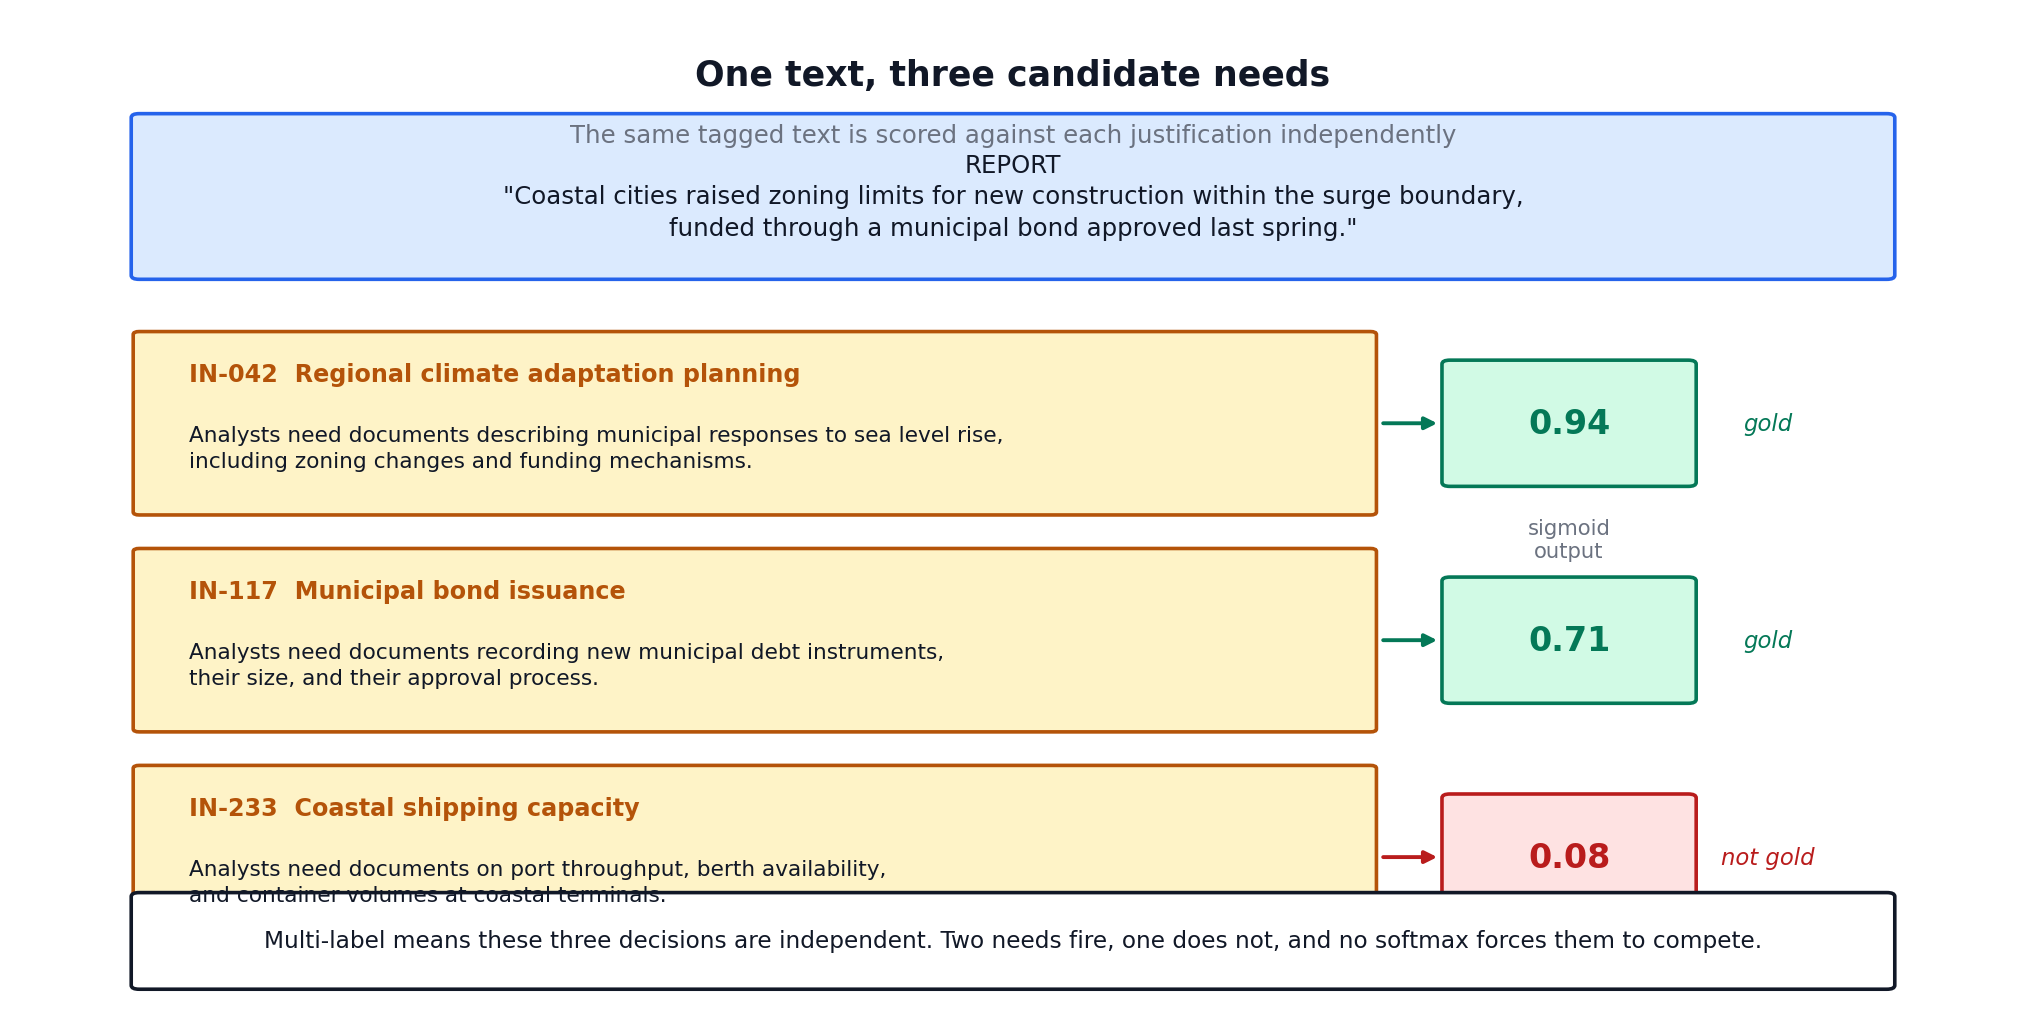 One text, three candidate needs
The same tagged text is scored against each justification independently
REPORT
"Coastal cities raised zoning limits for new construction within the surge boundary,
funded through a municipal bond approved last spring."
IN-042 Regional climate adaptation planning
Analysts need documents describing municipal responses to sea level rise,
including zoning changes and funding mechanisms.
0.94
gold
sigmoid
output
IN-117 Municipal bond issuance
Analysts need documents recording new municipal debt instruments,
their size, and their approval process.
0.71
gold
IN-233 Coastal shipping capacity
Analysts need documents on port throughput, berth availability,
and container volumes at coastal terminals.
0.08
not gold
Multi-label means these three decisions are independent. Two needs fire, one does not, and no softmax forces them to compete.